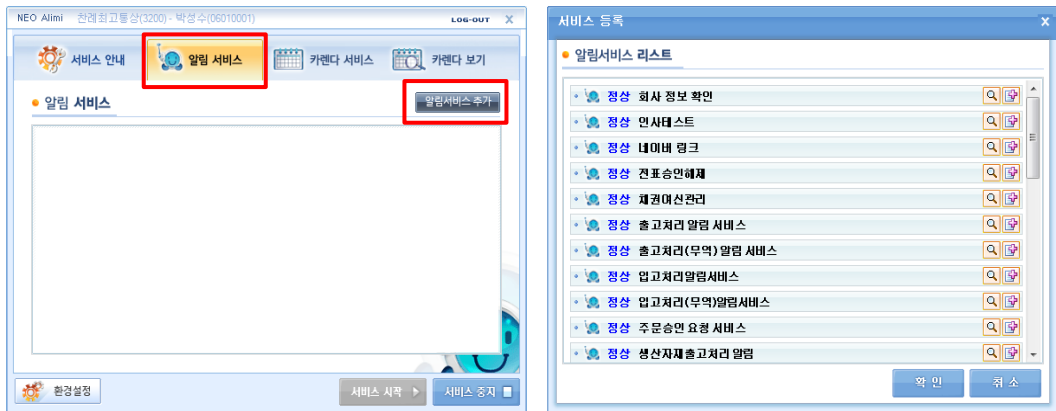 NEO Alimi 찬례최고통상(3200) - 박성수(06010001) LOG-OUT X
서비스 안내 알림 서비스 카렌다 서비스 카렌다 보기
알림 서비스 알림서비스 추가
환경설정 서비스 시작 서비스 중지
서비스 등록 x
알림서비스 리스트
정상 회사 정보 확인
정상 인사테스트
정상 네이버 링크
정상 전표승인해제
정상 채권여신관리
정상 출고처리 알림 서비스
정상 출고처리(무역) 알림 서비스
정상 입고처리알림서비스
정상 입고처리(무역)알림서비스
정상 주문승인 요청 서비스
정상 생산자재출고처리 알림
확 인 취 소